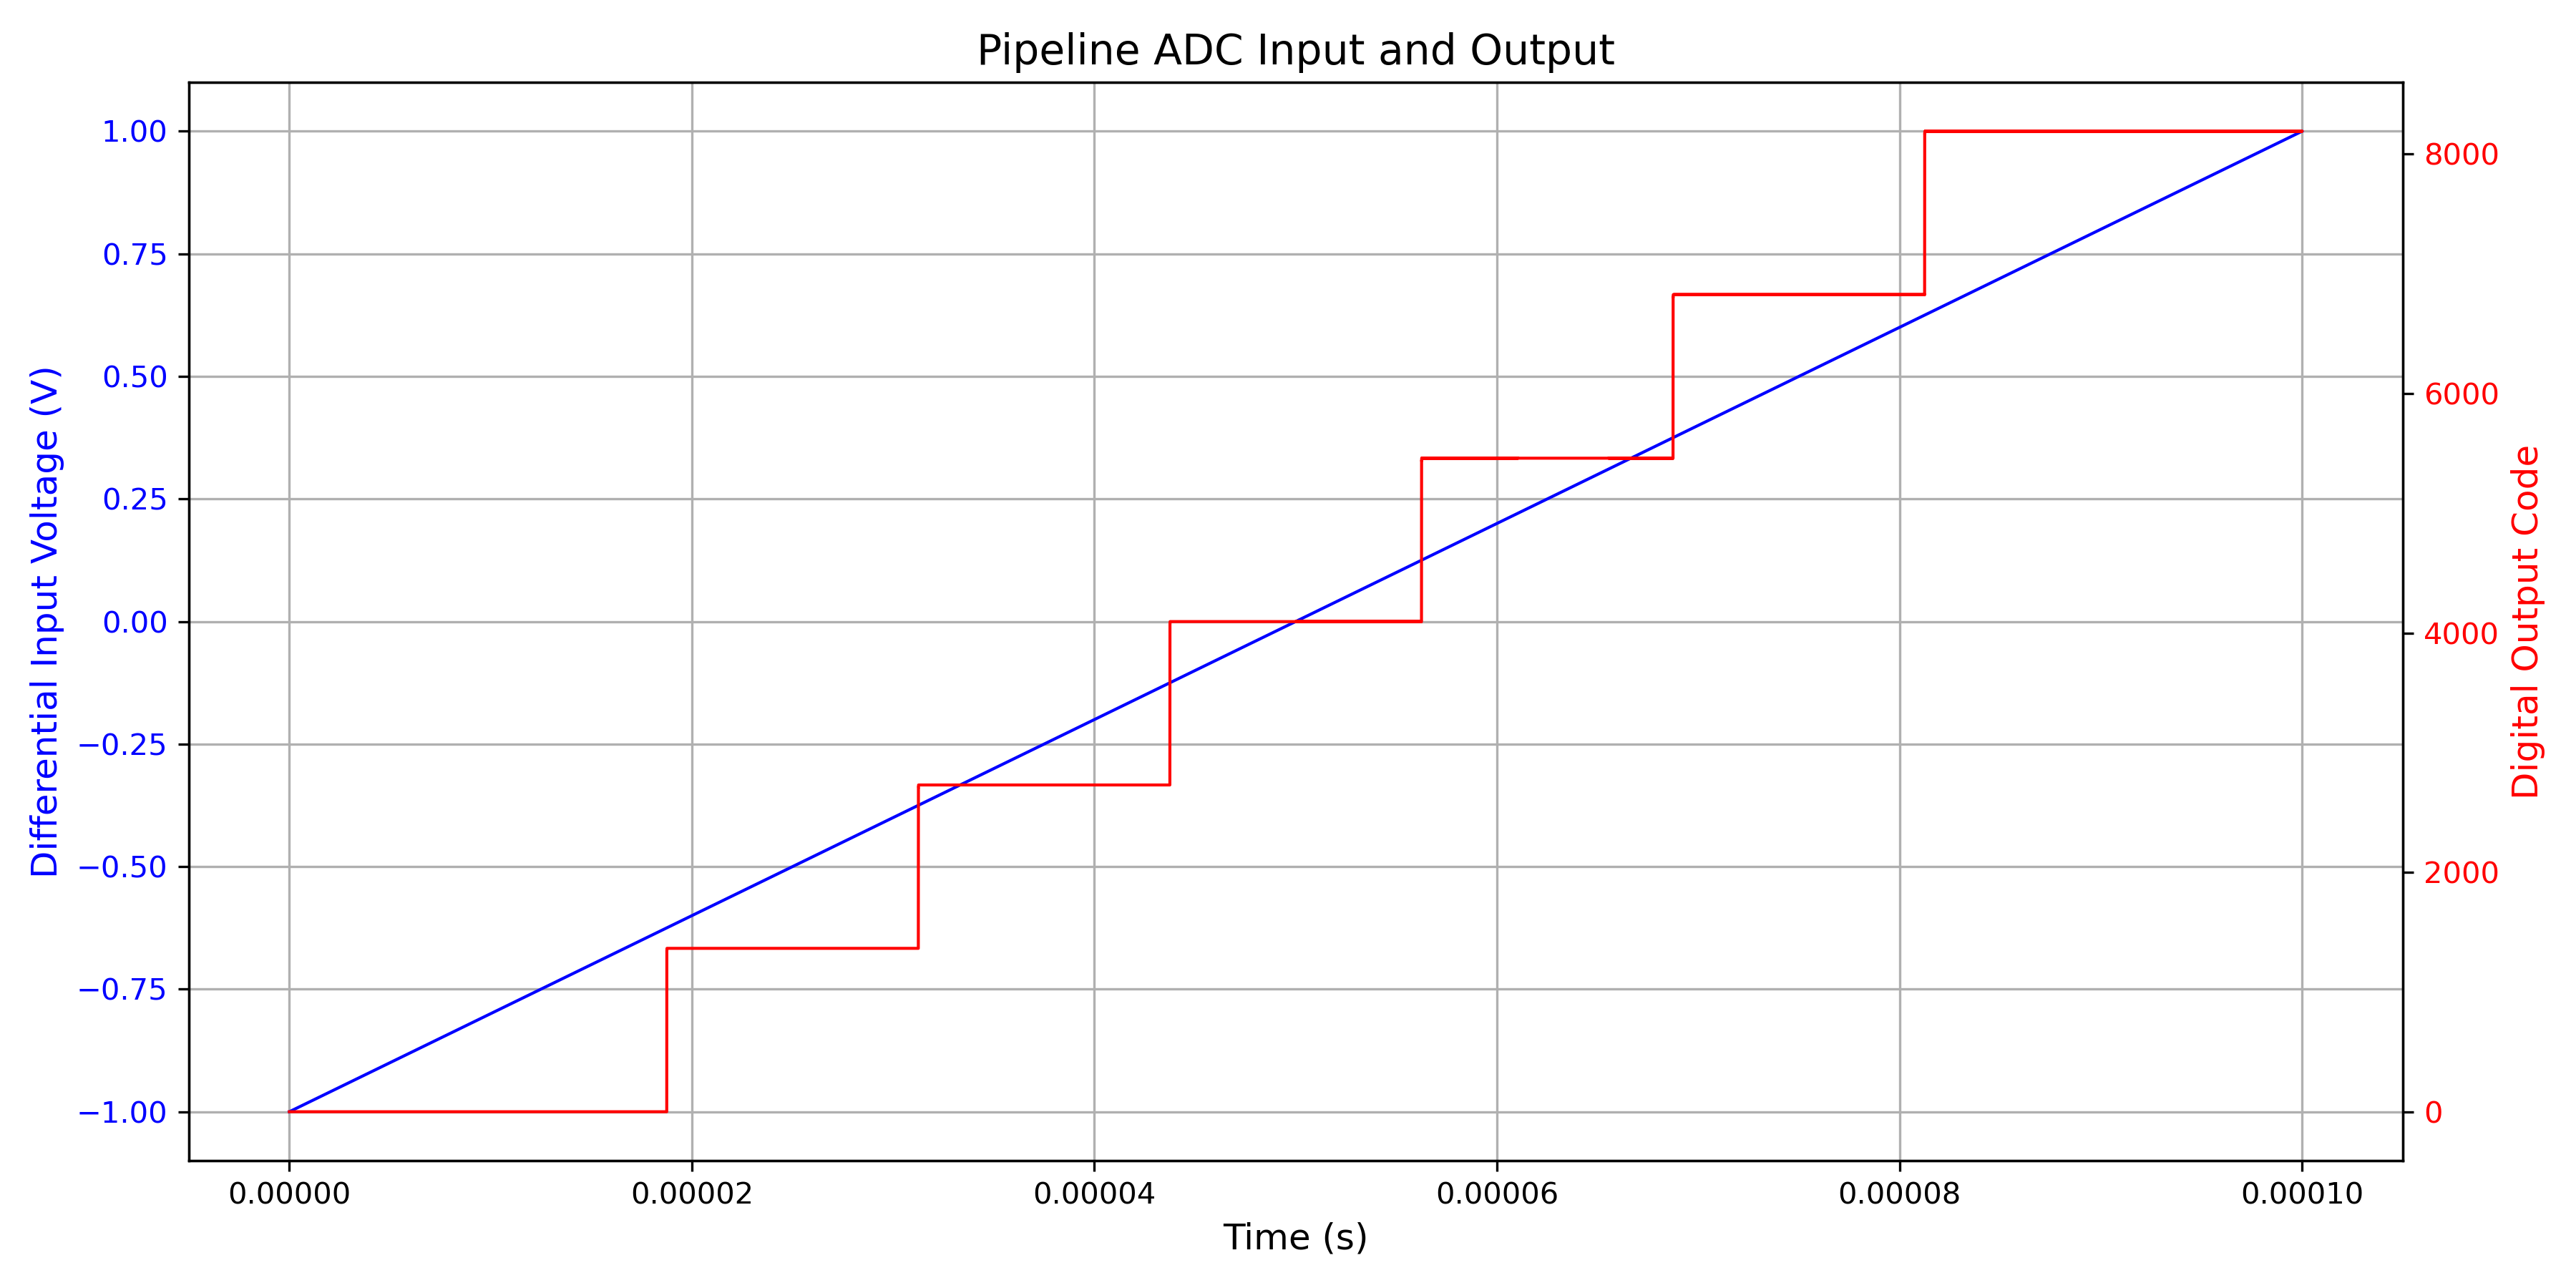 Pipeline ADC Input and Output
Differential Input Voltage (V)
1.00
0.75
0.50
0.25
0.00
−0.25
−0.50
−0.75
−1.00
8000
6000
4000
2000
0
Digital Output Code
0.00000 0.00002 0.00004 0.00006 0.00008 0.00010
Time (s)